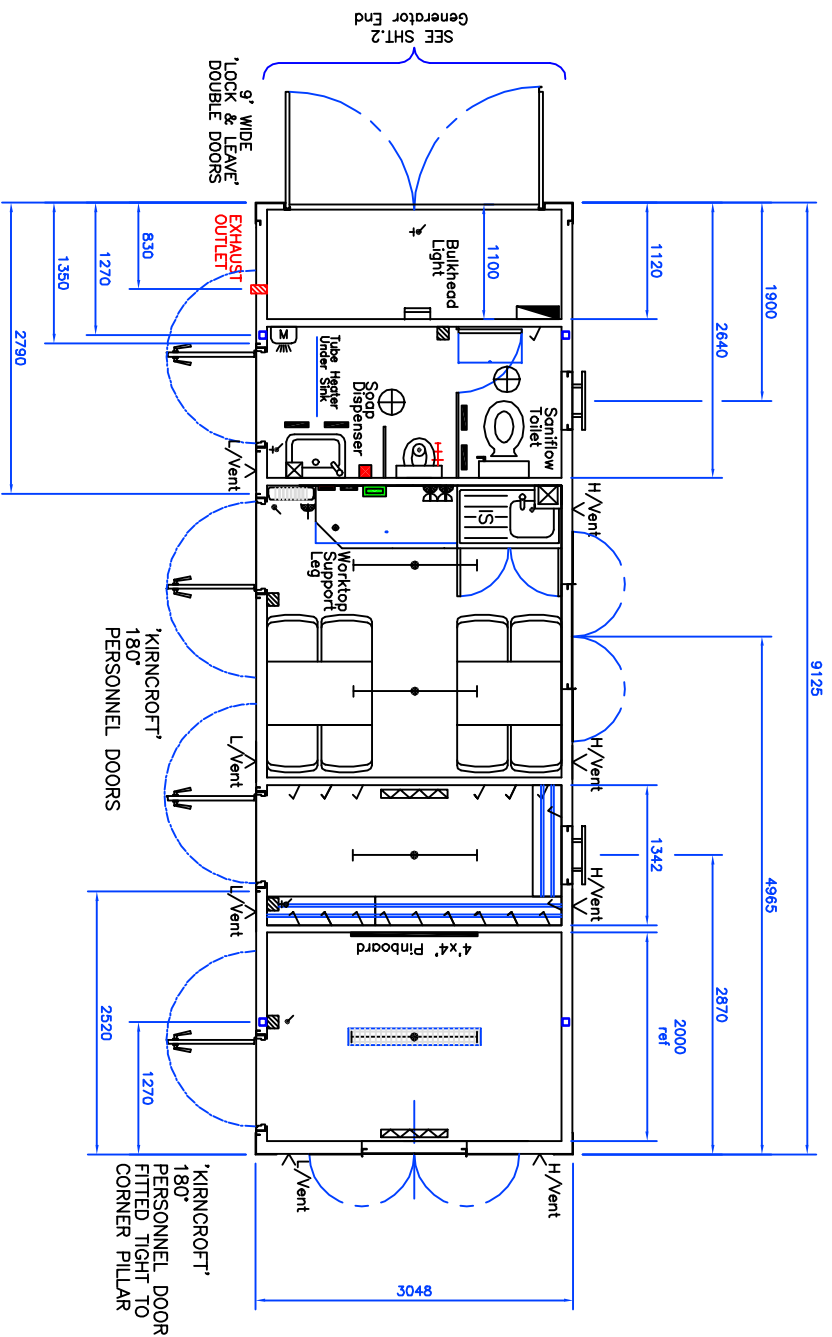 SEE SHT.2
Generator End
9' WIDE
'LOCK & LEAVE'
DOUBLE DOORS
EXHAUST
OUTLET
830
1270
1350
2790
1100
1120
1900
2640
9125
Bulkhead
Light
M
Tube Heater
Under Sink
Soap
Dispenser
Saniflow
Toilet
L/Vent
H/Vent
IS
Worktop
Support
Leg
'KIRNCROFT'
180°
PERSONNEL DOORS
L/Vent
H/Vent
4965
1342
H/Vent
L/Vent
2870
2520
4'x4' Pinboard
2000
ref
1270
'KIRNCROFT'
180°
PERSONNEL DOOR
FITTED TIGHT TO
CORNER PILLAR
L/Vent
H/Vent
3048